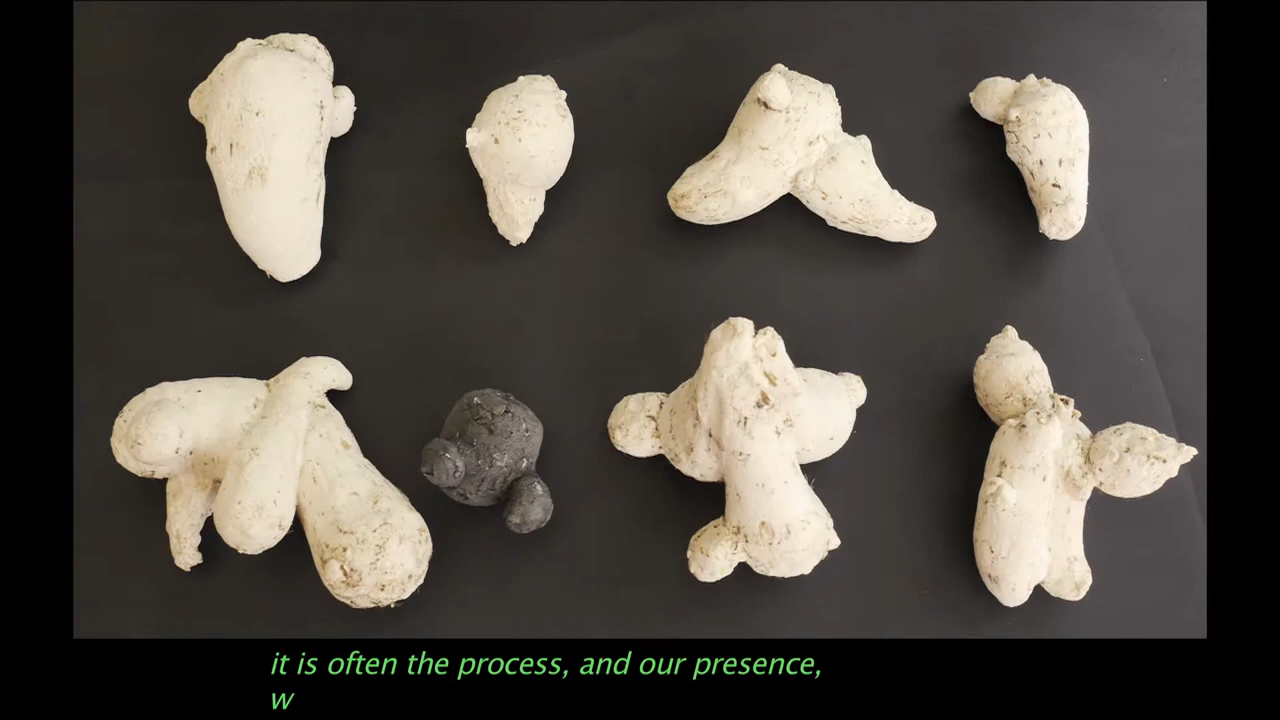 it is often the process, and our presence,
w